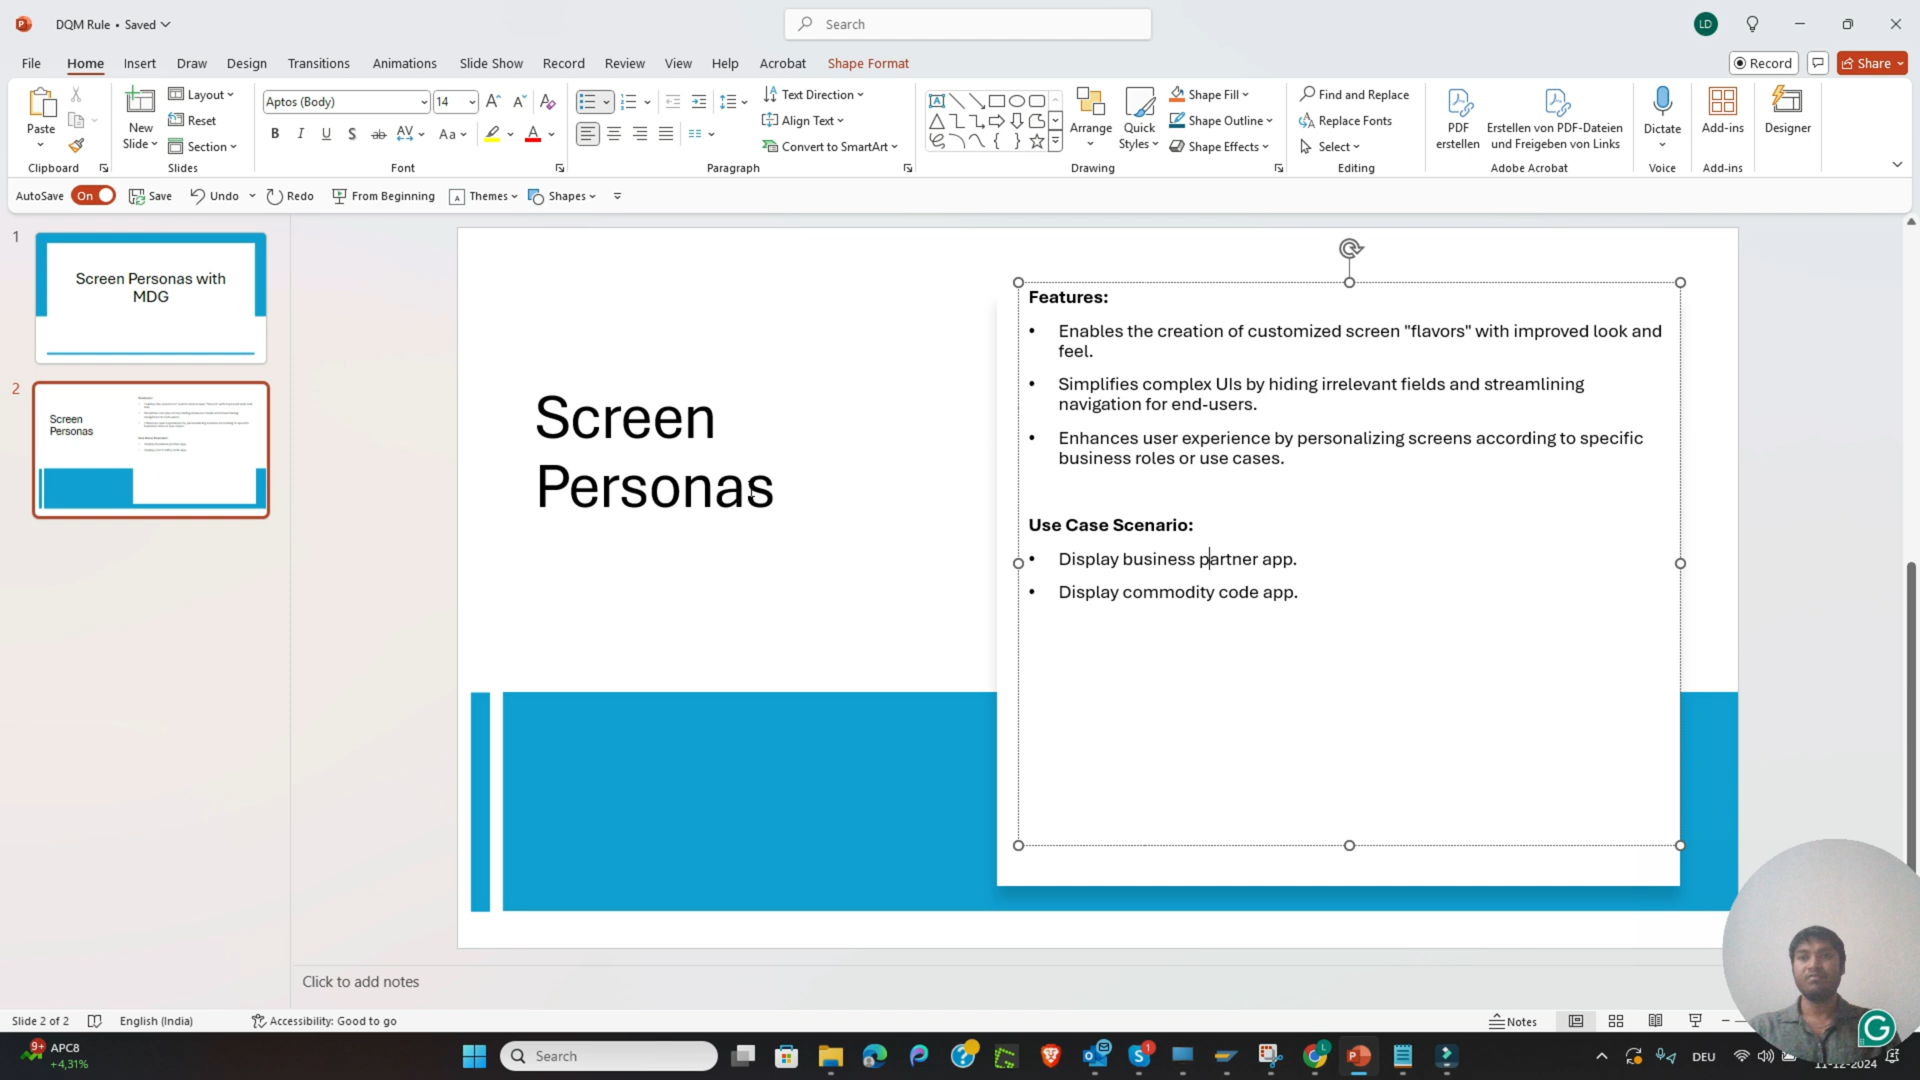 DQM Rule • Saved
Search
LD
File
Home
Insert
Draw
Design
Transitions
Animations
Slide Show
Record
Review
View
Help
Acrobat
Shape Format
Record
Share
Paste
Clipboard
New
Slide
Layout
Reset
Section
Slides
Aptos (Body)
14
Font
Paragraph
Text Direction
Align Text
Convert to SmartArt
Arrange
Quick
Styles
Shape Fill
Shape Outline
Shape Effects
Drawing
Find and Replace
Replace Fonts
Select
Editing
PDF
erstellen
Erstellen von PDF-Dateien
und Freigeben von Links
Adobe Acrobat
Dictate
Voice
Add-ins
Add-ins
Designer
AutoSave
On
Save
Undo
Redo
From Beginning
Themes
Shapes
1
Screen Personas with
MDG
2
Screen
Personas
Screen
Personas
Features:
• Enables the creation of customized screen "flavors" with improved look and
feel.
• Simplifies complex UIs by hiding irrelevant fields and streamlining
navigation for end-users.
• Enhances user experience by personalizing screens according to specific
business roles or use cases.
Use Case Scenario:
• Display business partner app.
• Display commodity code app.
Click to add notes
Slide 2 of 2
English (India)
Accessibility: Good to go
Notes
9+
APC8
+4,31%
Search
1
L
DEU
11-12-2024